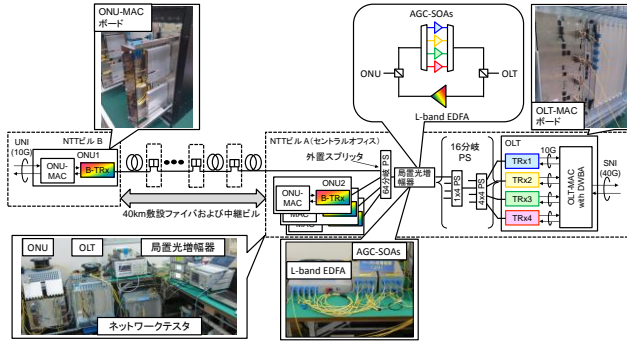 ONU-MAC
ボード
AGC-SOAs
ONU
OLT
L-band EDFA
OLT-MAC
ボード
NTTビル B
UNI
(10G)
ONU1
ONU-
MAC
B-TRx
40km敷設ファイバおよび中継ビル
NTTビル A(セントラルオフィス)
外置スプリッタ
ONU2
ONU-
MAC
B-TRx
MAC
MAC
64分岐 PS
局置光増
幅器
16分岐
PS
1x4 PS
4x4 PS
OLT
10G
TRx1
TRx2
TRx3
TRx4
OLT-MAC
with DWBA
SNI
(40G)
ONU
OLT
局置光増幅器
ネットワークテスタ
AGC-SOAs
L-band EDFA